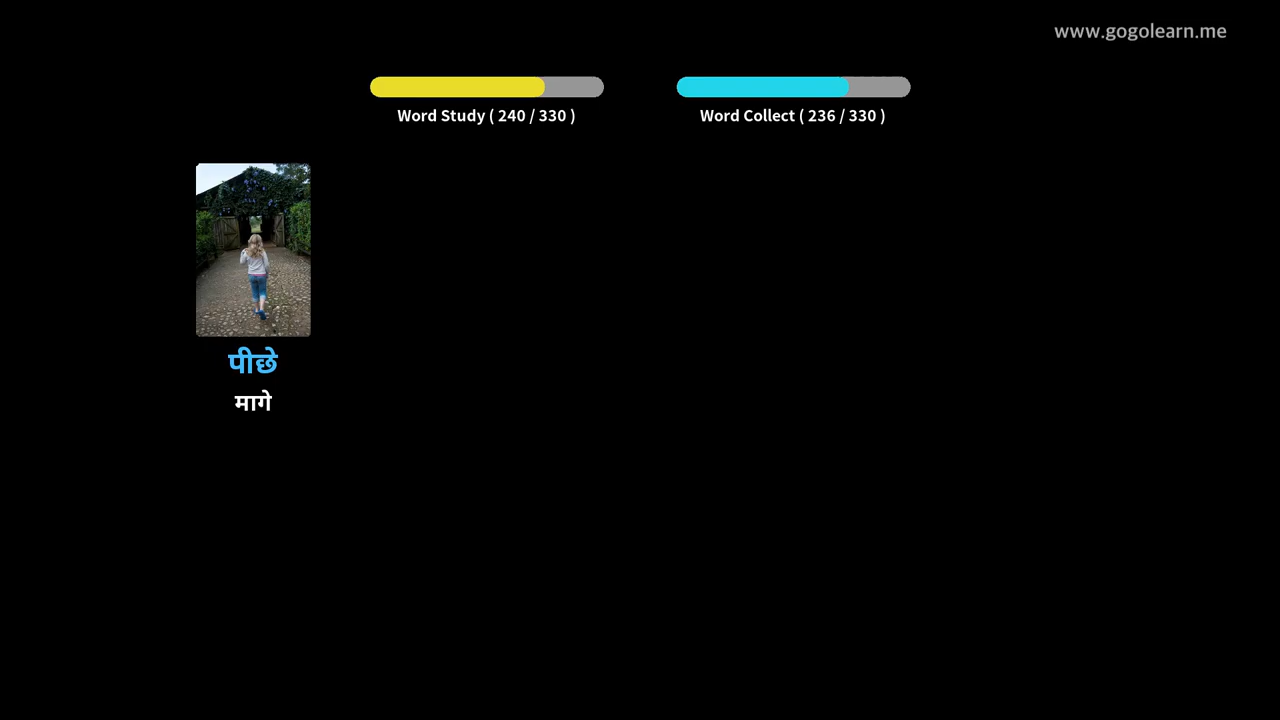 www.gogolearn.me
Word Study ( 240 / 330 )
Word Collect ( 236 / 330 )
पीछे
मागे